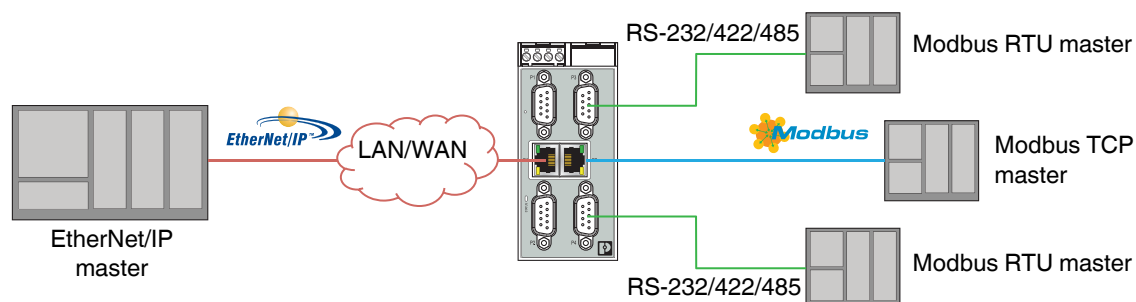 RS-232/422/485
Modbus RTU master
EtherNet/IP™
Modbus
LAN/WAN
Modbus TCP
master
EtherNet/IP
master
Modbus RTU master
RS-232/422/485